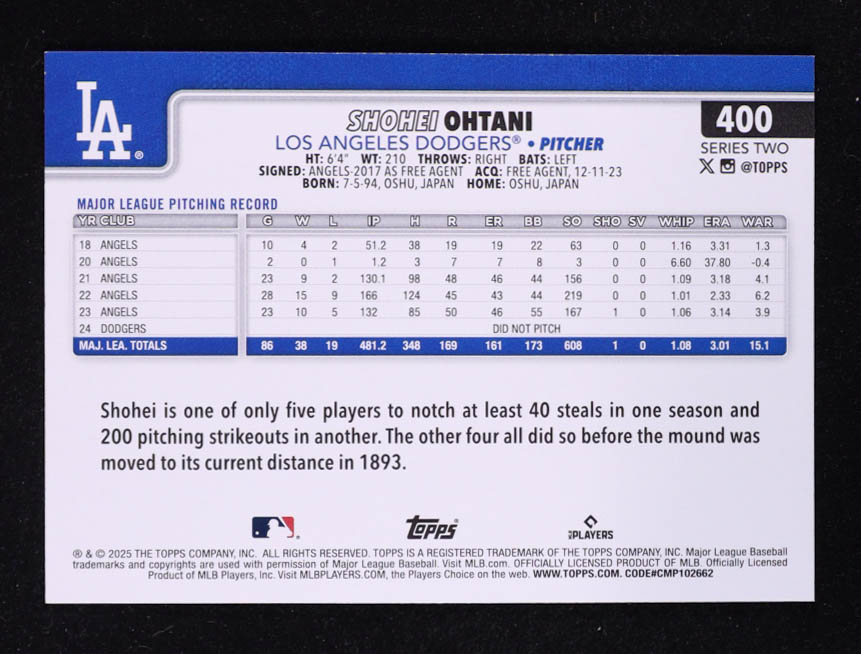 LA®
SHOHEI OHTANI
LOS ANGELES DODGERS® • PITCHER
HT: 6'4" WT: 210 THROWS: RIGHT BATS: LEFT
SIGNED: ANGELS-2017 AS FREE AGENT ACQ: FREE AGENT, 12-11-23
BORN: 7-5-94, OSHU, JAPAN HOME: OSHU, JAPAN
400
SERIES TWO
X @TOPPS
MAJOR LEAGUE PITCHING RECORD
YR CLUB G W L IP H R ER BB SO SHO SV WHIP ERA WAR
18 ANGELS 10 4 2 51.2 38 19 19 22 63 0 0 1.16 3.31 1.3
20 ANGELS 2 0 1 1.2 3 7 7 8 3 0 0 6.60 37.80 -0.4
21 ANGELS 23 9 2 130.1 98 48 46 44 156 0 0 1.09 3.18 4.1
22 ANGELS 28 15 9 166 124 45 43 44 219 0 0 1.01 2.33 6.2
23 ANGELS 23 10 5 132 85 50 46 55 167 1 0 1.06 3.14 3.9
24 DODGERS DID NOT PITCH
MAJ. LEA. TOTALS 86 38 19 481.2 348 169 161 173 608 1 0 1.08 3.01 15.1
Shohei is one of only five players to notch at least 40 steals in one season and
200 pitching strikeouts in another. The other four all did so before the mound was
moved to its current distance in 1893.
Topps®
PLAYERS
® & © 2025 THE TOPPS COMPANY, INC. ALL RIGHTS RESERVED. TOPPS IS A REGISTERED TRADEMARK OF THE TOPPS COMPANY, INC. Major League Baseball
trademarks and copyrights are used with permission of Major League Baseball. Visit MLB.com. OFFICIALLY LICENSED PRODUCT OF MLB. Officially Licensed
Product of MLB Players, Inc. Visit MLBPLAYERS.COM, the Players Choice on the web. WWW.TOPPS.COM. CODE#CMP102662